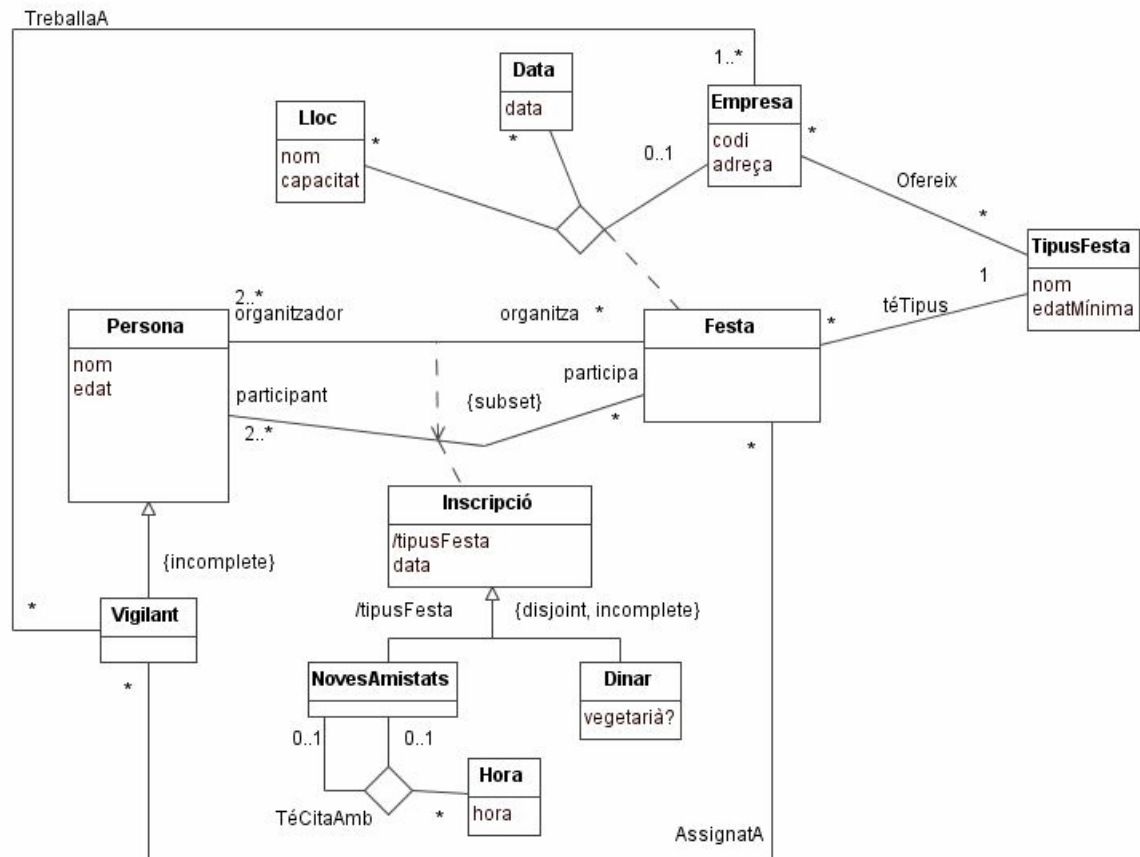 TreballaA
1..*
Data
data
*
Empresa
codi
adreça
*
Lloc
nom
capacitat
*
0..1
Ofereix
*
TipusFesta
nom
edatMínima
1
téTipus
*
2..*
organitzador
organitza *
Persona
nom
edat
Festa
participant
2..*
{subset}
participa
*
*
Inscripció
/tipusFesta
data
{incomplete}
/tipusFesta
{disjoint, incomplete}
*
Vigilant
*
NovesAmistats
Dinar
vegetarià?
0..1
0..1
Hora
hora
*
TéCitaAmb
AssignatA